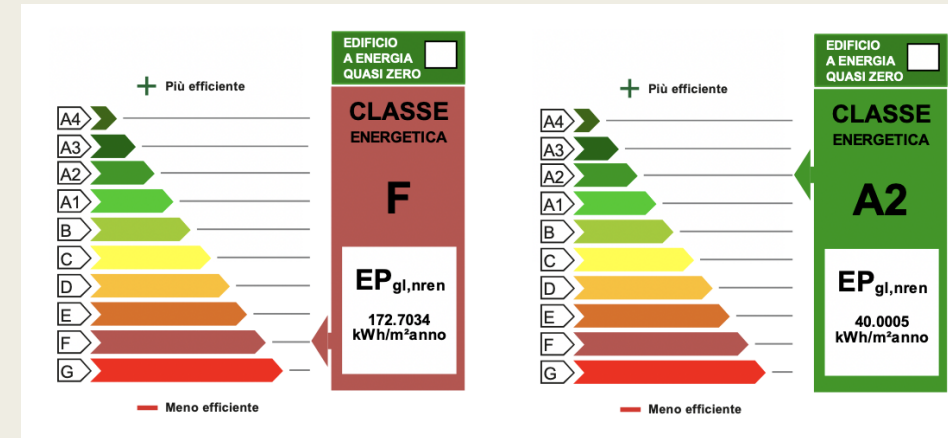 EDIFICIO
A ENERGIA
QUASI ZERO
Più efficiente
CLASSE
ENERGETICA
F
A4
A3
A2
A1
B
C
D
E
F
G
EPgl,nren
172.7034
kWh/m²anno
Meno efficiente
EDIFICIO
A ENERGIA
QUASI ZERO
Più efficiente
CLASSE
ENERGETICA
A2
A4
A3
A2
A1
B
C
D
E
F
G
EPgl,nren
40.0005
kWh/m²anno
Meno efficiente